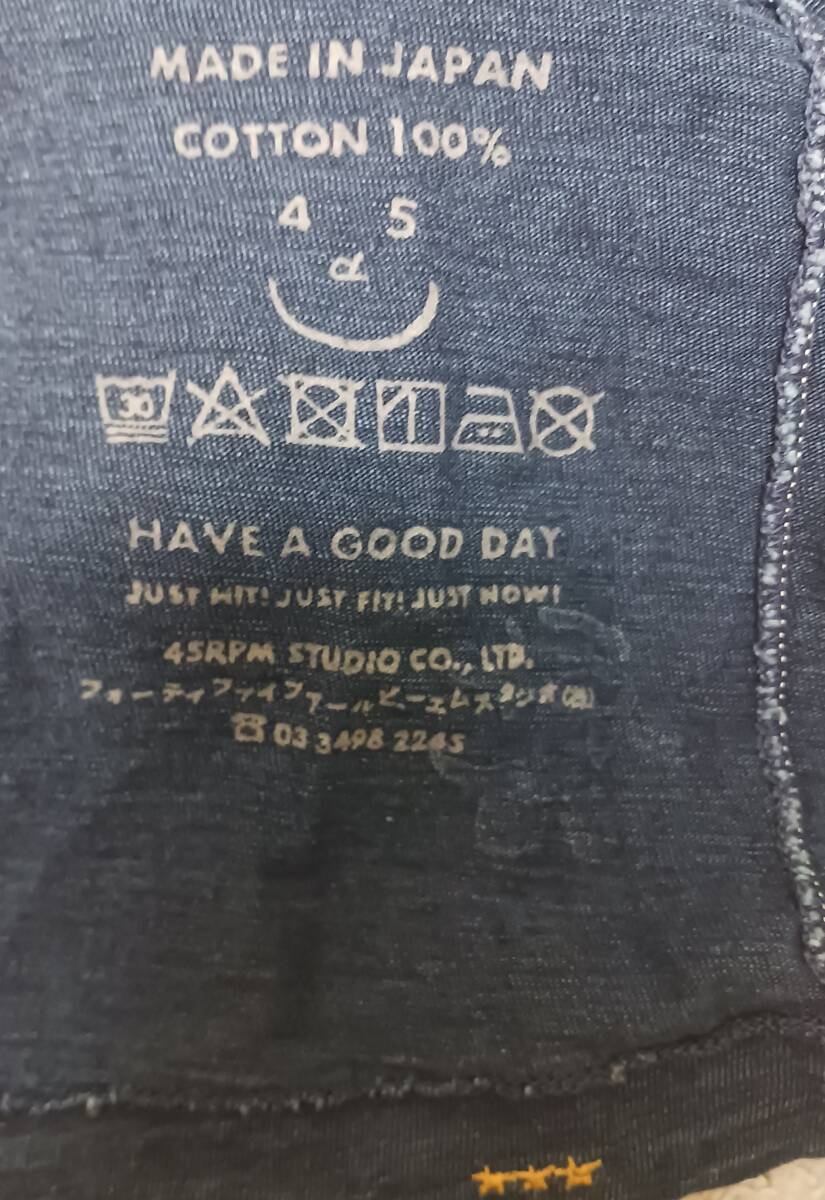 MADE IN JAPAN
COTTON 100%
4 5
R
30
HAVE A GOOD DAY
JUST HIT! JUST FIT! JUST NOW!
45RPM STUDIO CO., LTD.
フォーティファイブアールピーエムスタジオ(株)
☎ 03 3498 2245